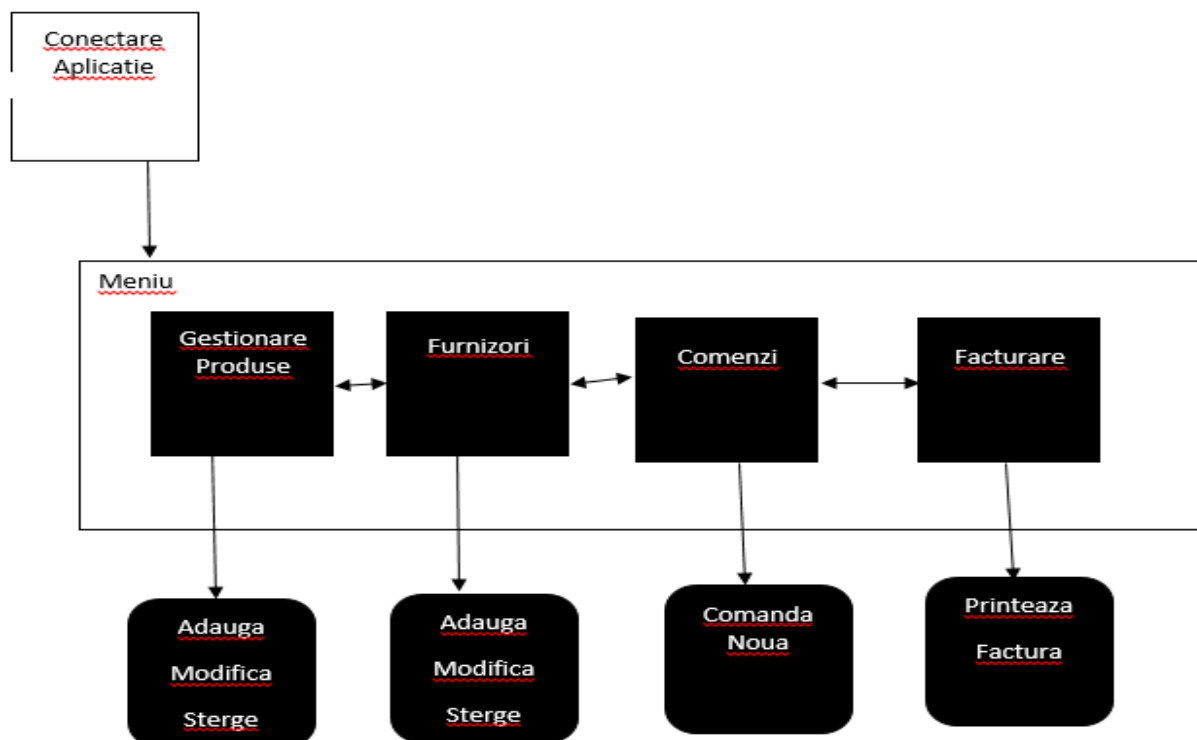 Conectare
Aplicatie
Meniu
Gestionare
Produse
Furnizori
Comenzi
Facturare
Adauga
Modifica
Sterge
Adauga
Modifica
Sterge
Comanda
Noua
Printeaza
Factura